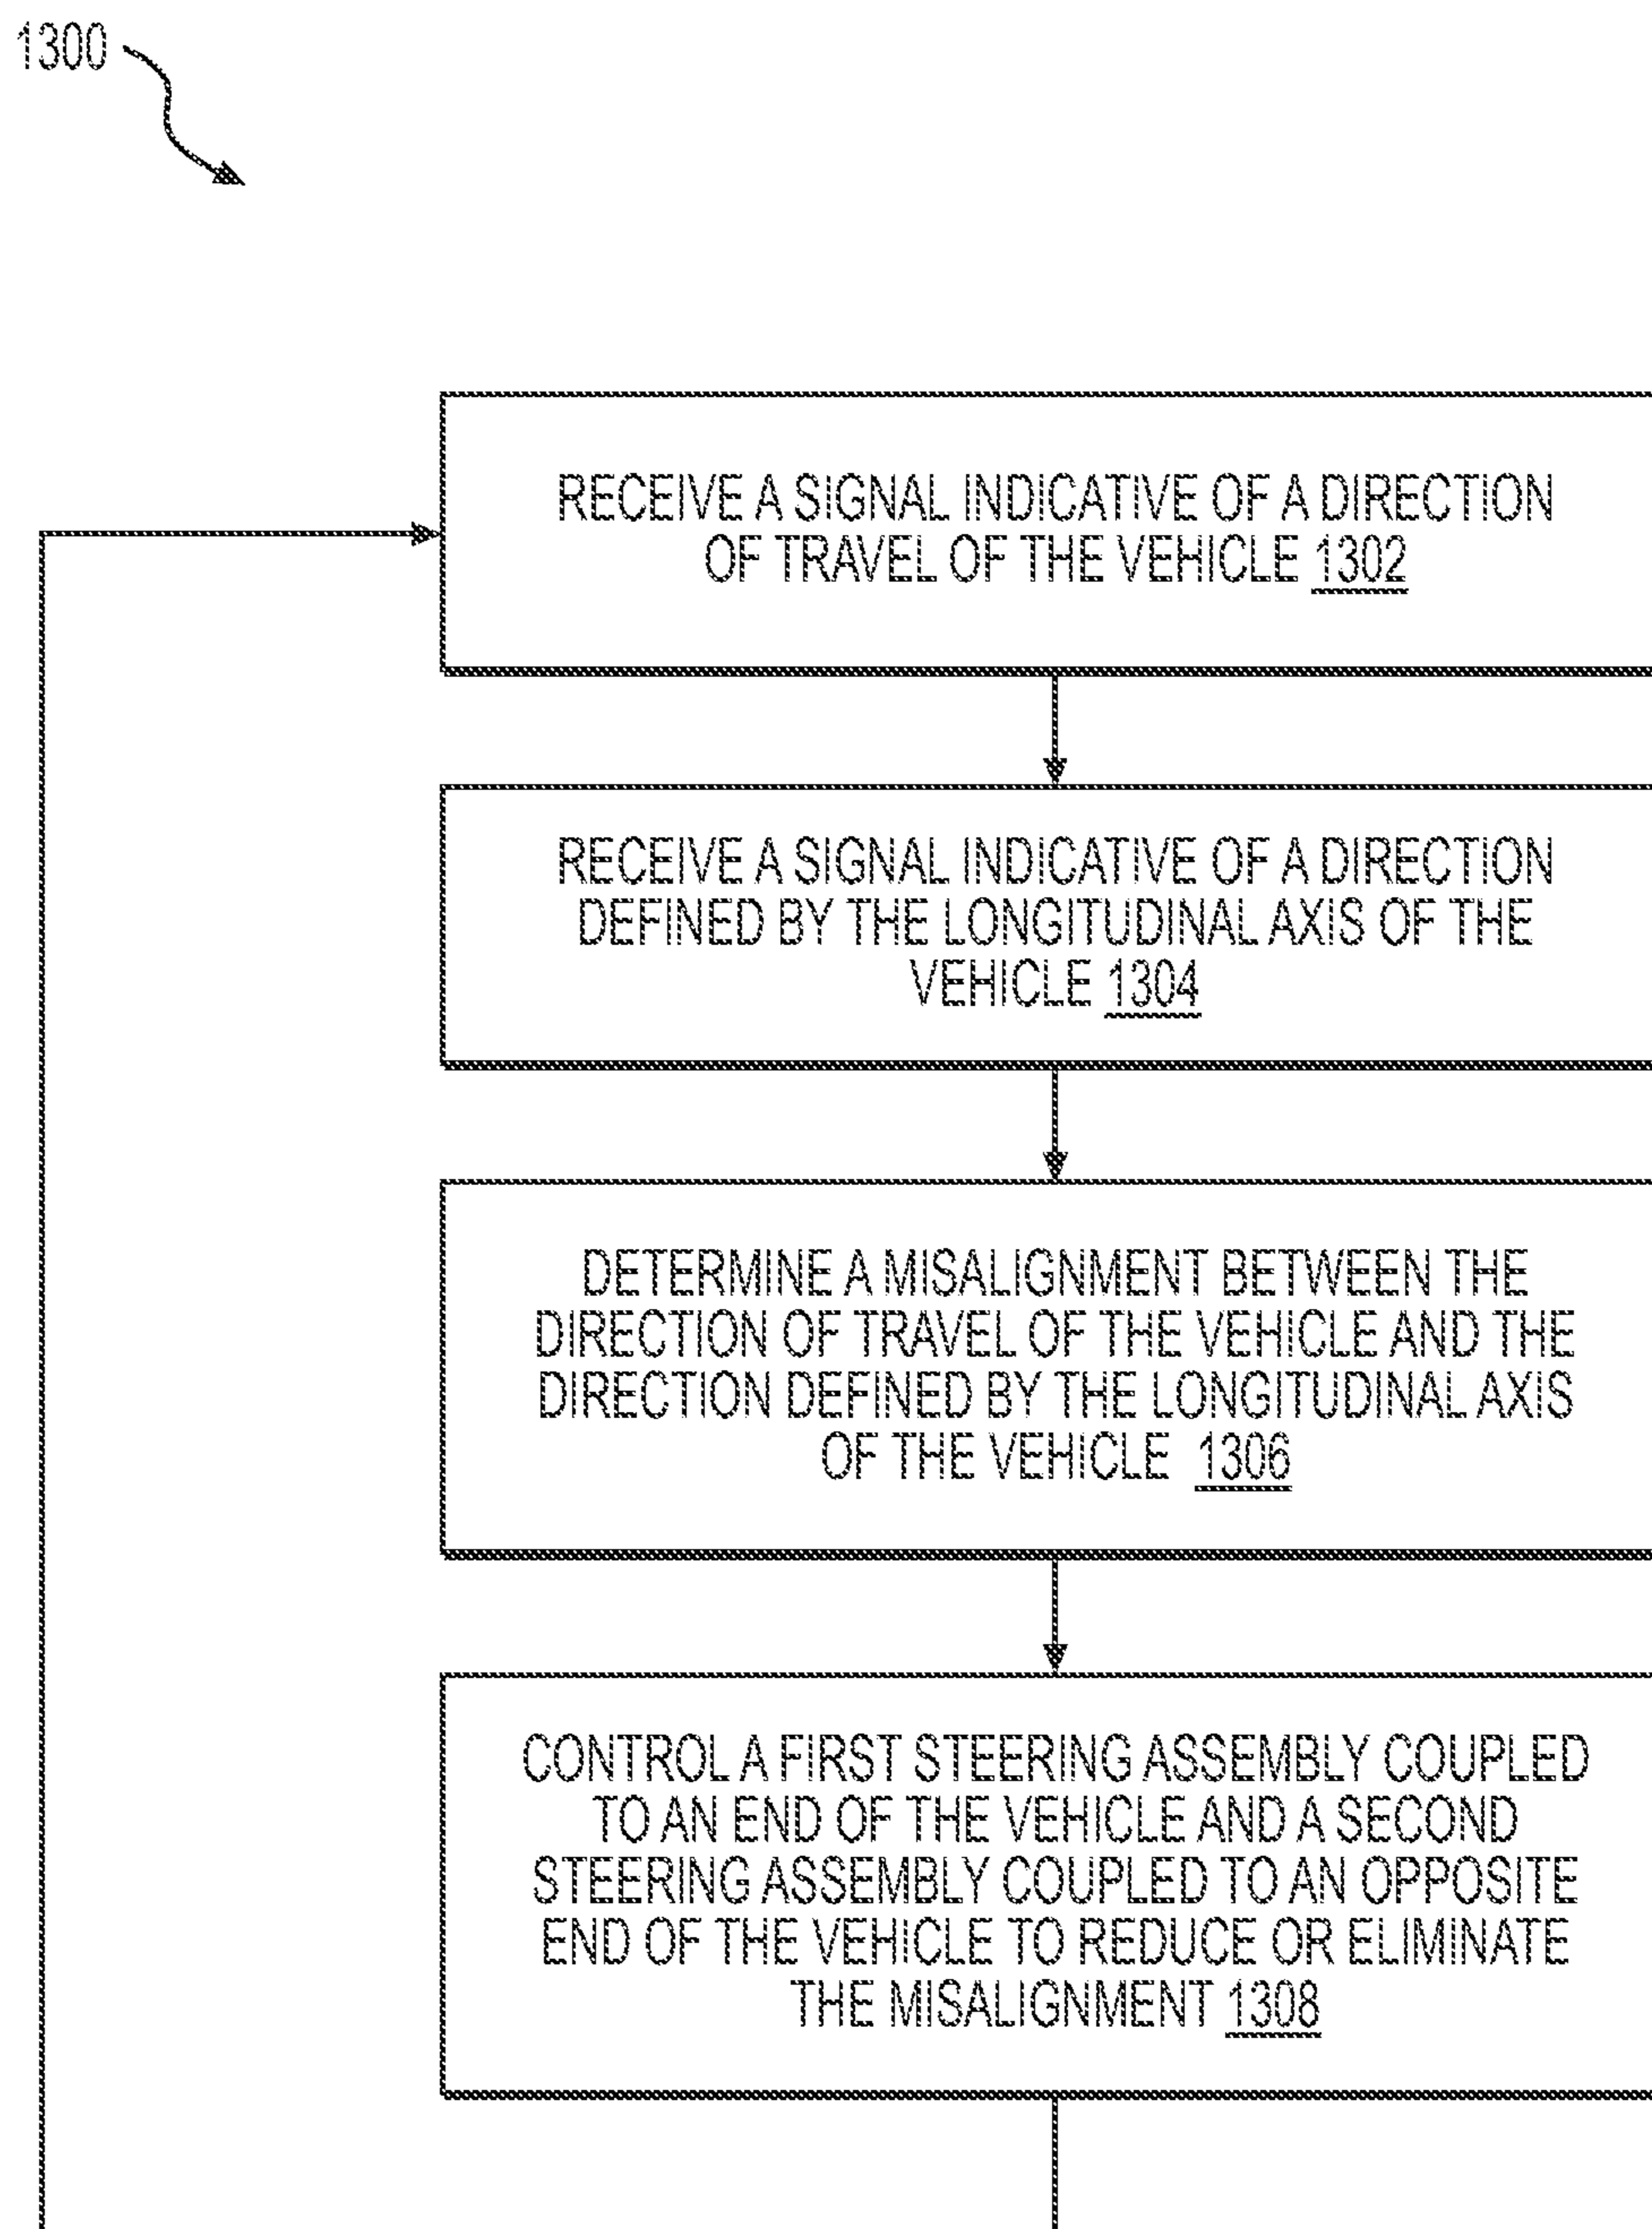 1300
RECEIVE A SIGNAL INDICATIVE OF A DIRECTION
OF TRAVEL OF THE VEHICLE 1302
RECEIVE A SIGNAL INDICATIVE OF A DIRECTION
DEFINED BY THE LONGITUDINAL AXIS OF THE
VEHICLE 1304
DETERMINE A MISALIGNMENT BETWEEN THE
DIRECTION OF TRAVEL OF THE VEHICLE AND THE
DIRECTION DEFINED BY THE LONGITUDINAL AXIS
OF THE VEHICLE 1306
CONTROL A FIRST STEERING ASSEMBLY COUPLED
TO AN END OF THE VEHICLE AND A SECOND
STEERING ASSEMBLY COUPLED TO AN OPPOSITE
END OF THE VEHICLE TO REDUCE OR ELIMINATE
THE MISALIGNMENT 1308